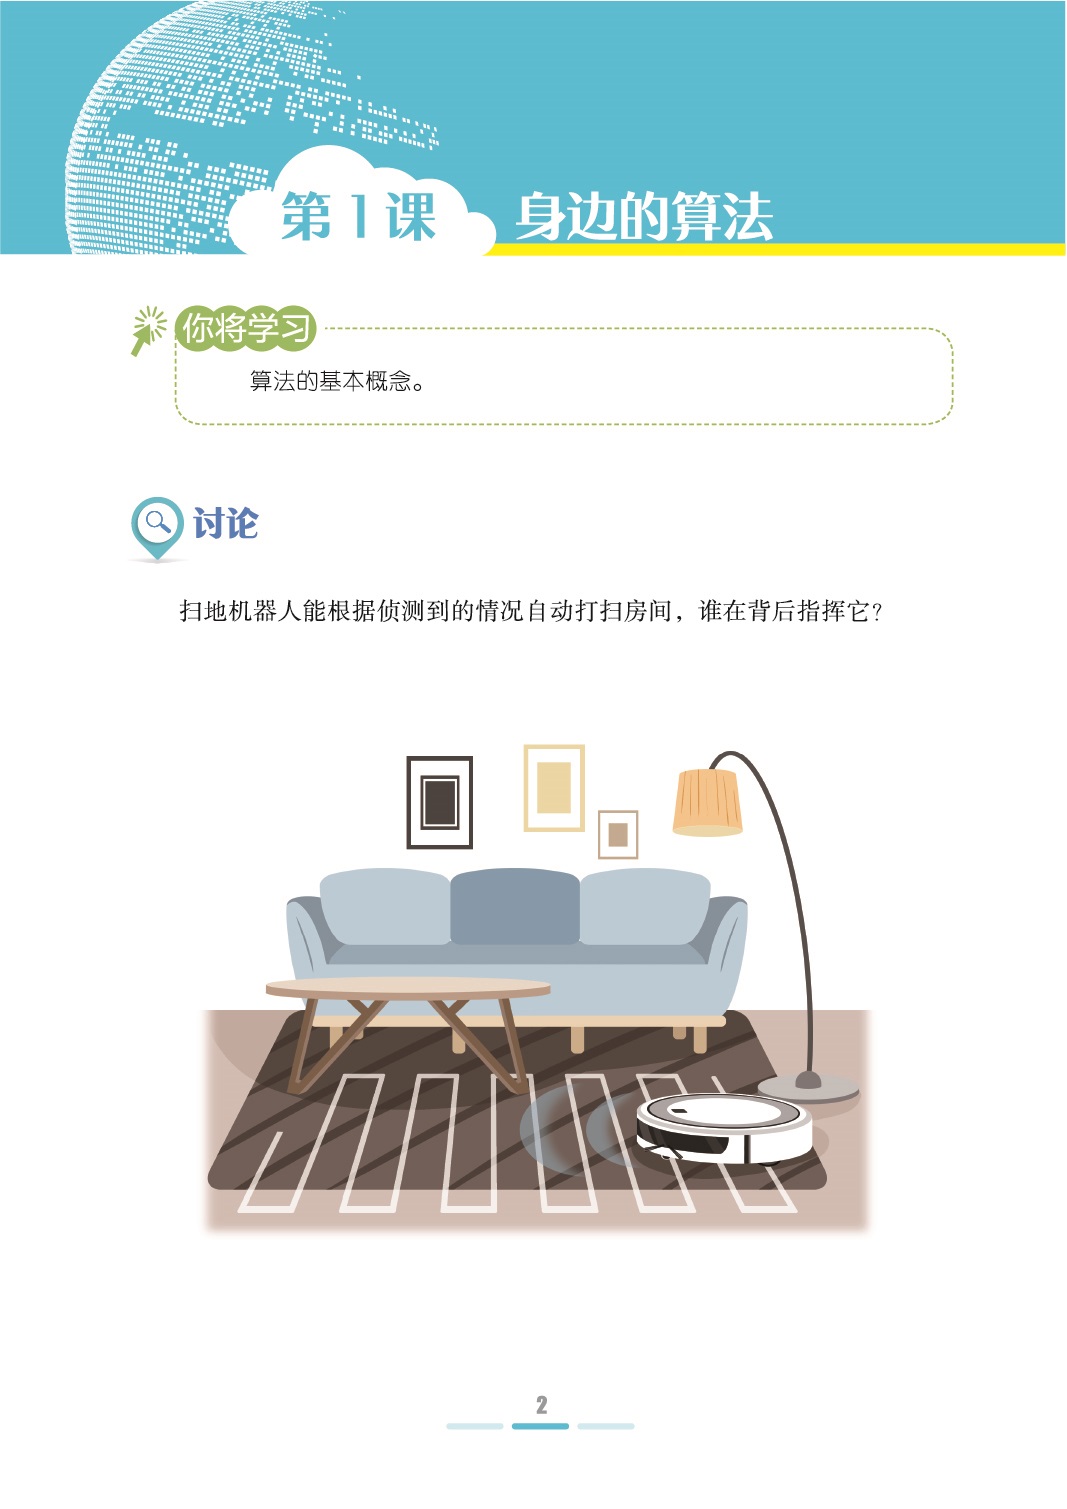 第1课 身边的算法
你将学习
算法的基本概念。
讨论
扫地机器人能根据侦测到的情况自动打扫房间，谁在背后指挥它？
2